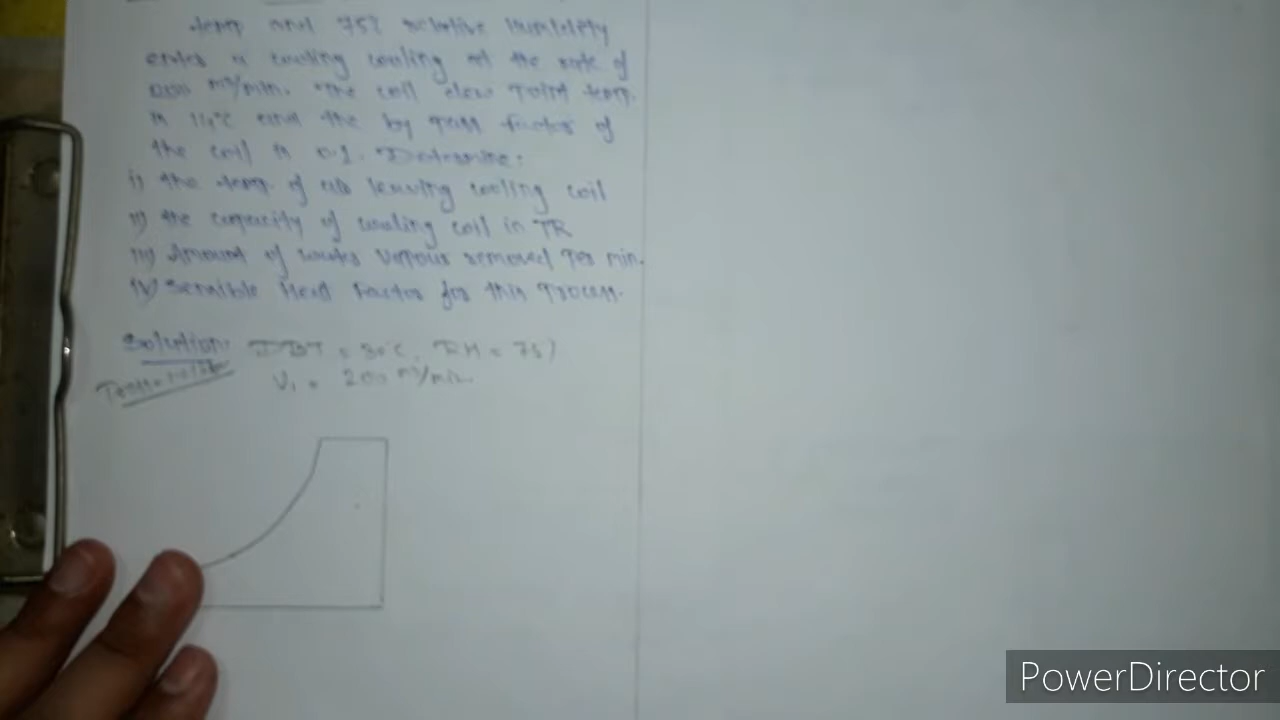 temp and 75% relative humidity
enters a cooling cooling at the rate of
200 m³/min. The coil dew point temp.
is 14°C and the by pass factor of
the coil is 0.1. Determine:
i) the temp. of air leaving cooling coil
ii) the capacity of cooling coil in TR
iii) Amount of water vapour removed per min.
iv) Sensible Heat Factor for this process.
Solution: DBT = 30°C, RH = 75%
V₁ = 200 m³/min
PowerDirector